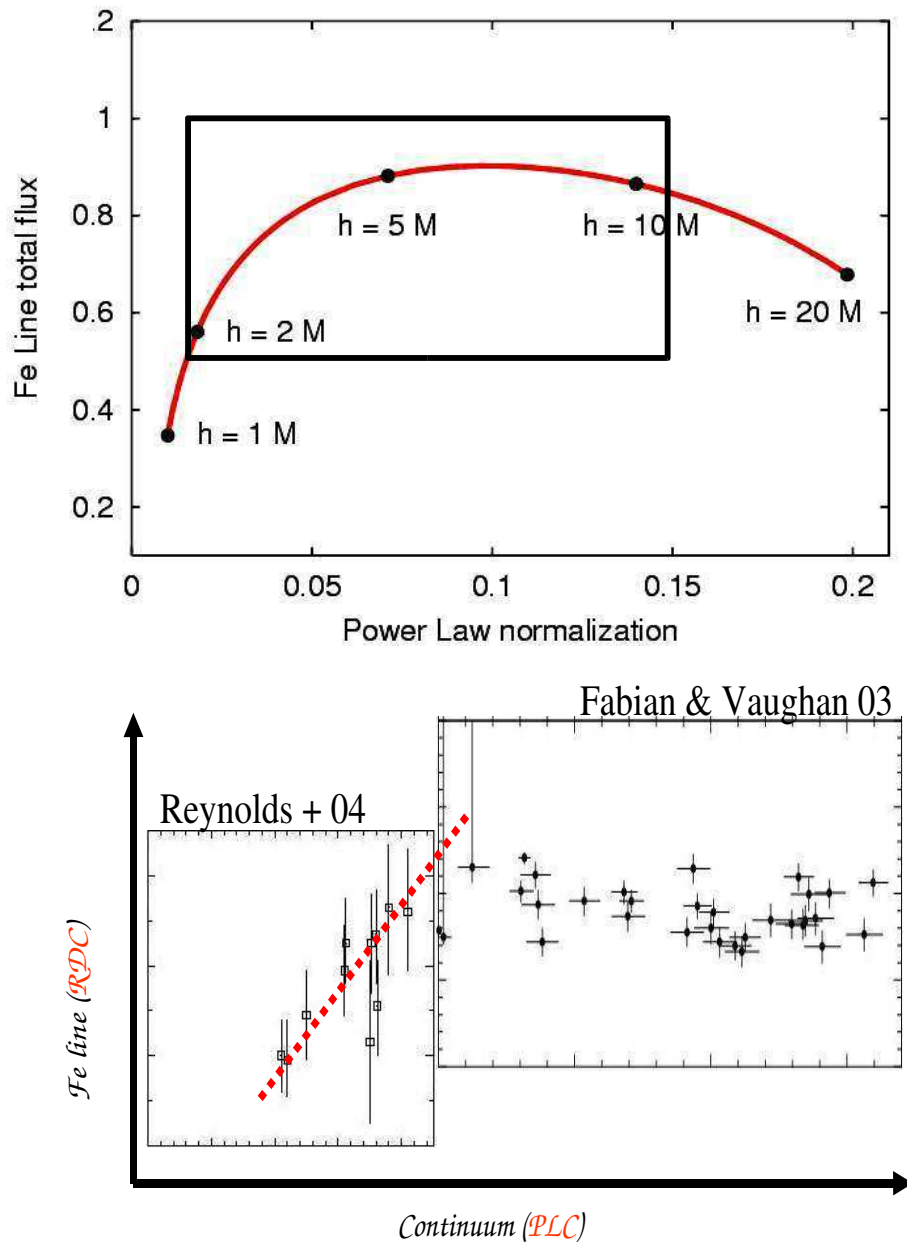 .2
1
0.8
0.6
0.4
0.2
Fe Line total flux
h = 5 M
h = 10 M
h = 2 M
h = 20 M
h = 1 M
0
0.05
0.1
0.15
0.2
Power Law normalization
Fabian & Vaughan 03
Reynolds + 04
Fe line (RDC)
Continuum (PLC)